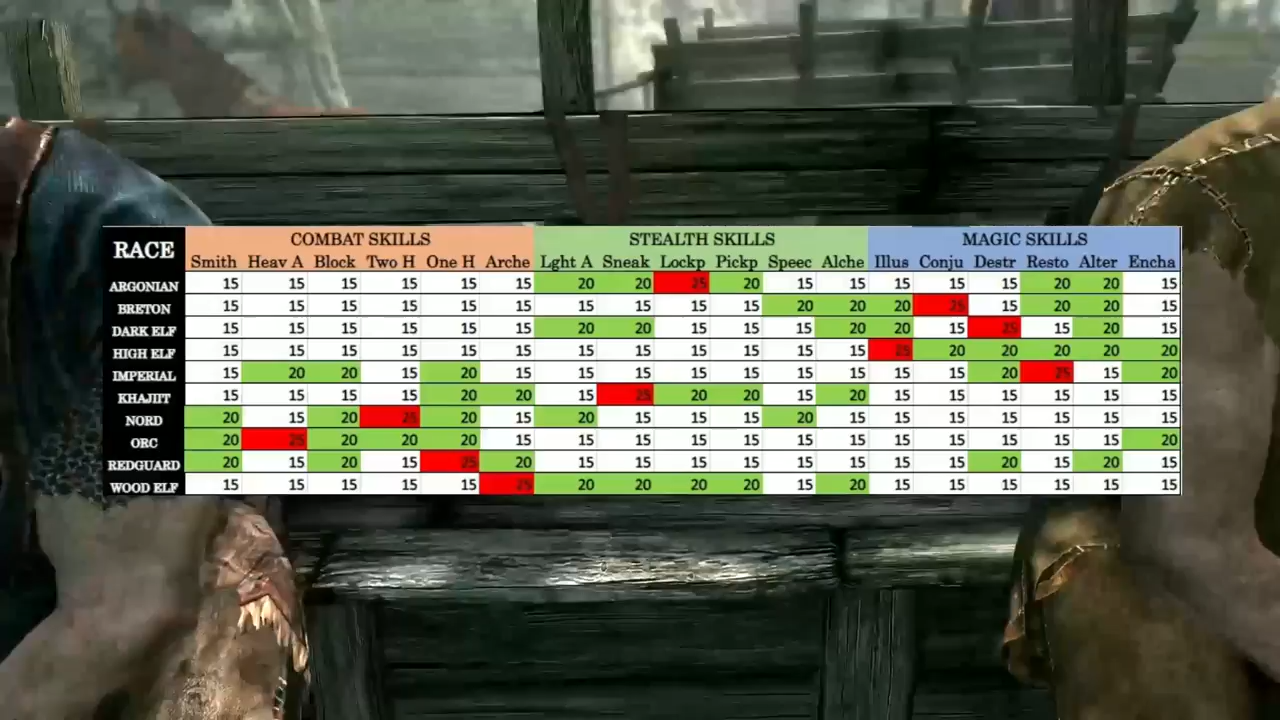 RACE COMBAT SKILLS STEALTH SKILLS MAGIC SKILLS
Smith Heav A Block Two H One H Arche Lght A Sneak Lockp Pickp Speec Alche Illus Conju Destr Resto Alter Encha
ARGONIAN 15 15 15 15 15 15 20 20 25 20 15 15 15 15 15 20 20 15
BRETON 15 15 15 15 15 15 15 15 15 15 20 20 20 25 15 20 20 15
DARK ELF 15 15 15 15 15 15 20 20 15 15 15 20 20 15 25 15 20 15
HIGH ELF 15 15 15 15 15 15 15 15 15 15 15 15 25 20 20 20 20 20
IMPERIAL 15 20 20 15 20 15 15 15 15 15 15 15 15 15 20 25 15 20
KHAJIIT 15 15 15 15 20 20 15 25 20 20 15 20 15 15 15 15 15 15
NORD 20 15 20 25 20 15 20 15 15 15 20 15 15 15 15 15 15 15
ORC 20 25 20 20 20 15 15 15 15 15 15 15 15 15 15 15 15 20
REDGUARD 20 15 20 15 25 20 15 15 15 15 15 15 15 15 20 15 20 15
WOOD ELF 15 15 15 15 15 25 20 20 20 20 15 20 15 15 15 15 15 15